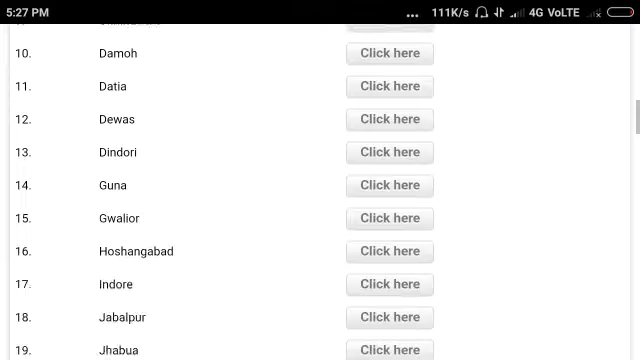 5:27 PM ... 111K/s 4G VoLTE
10. Damoh Click here
11. Datia Click here
12. Dewas Click here
13. Dindori Click here
14. Guna Click here
15. Gwalior Click here
16. Hoshangabad Click here
17. Indore Click here
18. Jabalpur Click here
19. Jhabua Click here